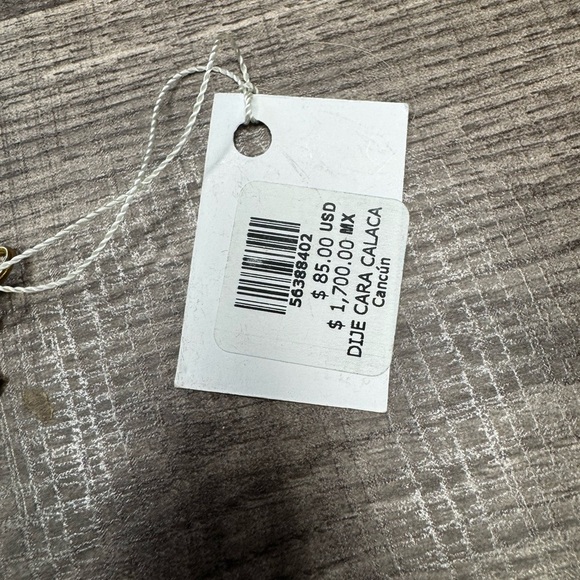 56388402
$ 85.00 USD
$ 1,700.00 MX
DIJE CARA CALACA
Cancún